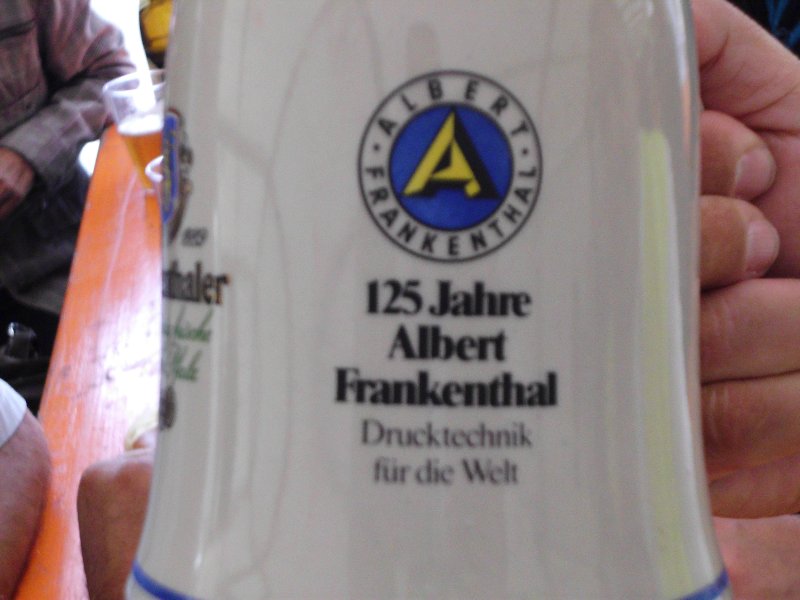 ALBERT
FRANKENTHAL
125 Jahre
Albert
Frankenthal
Drucktechnik
für die Welt